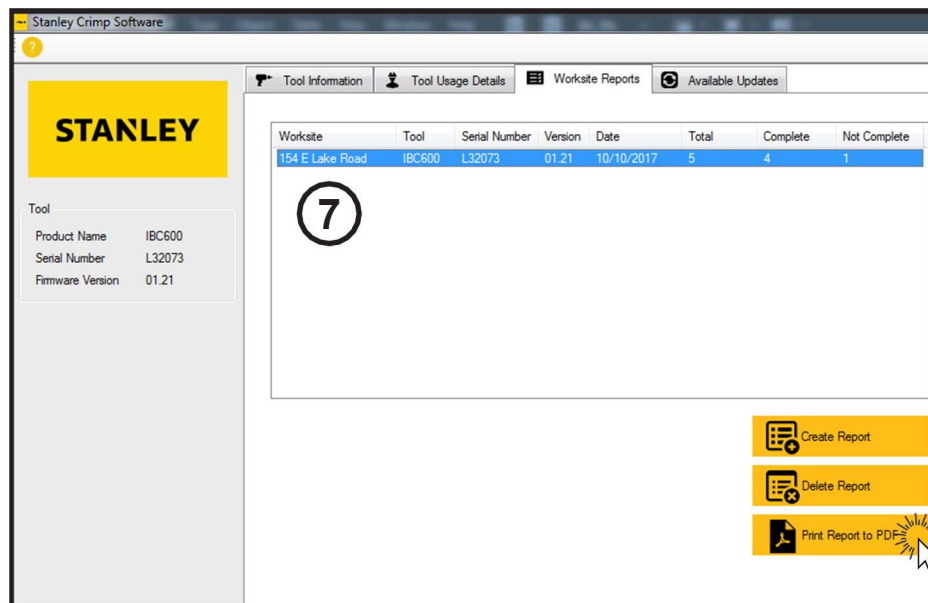 Stanley Crimp Software
?
Tool Information
Tool Usage Details
Worksite Reports
Available Updates
STANLEY
Worksite Tool Serial Number Version Date Total Complete Not Complete
154 E Lake Road IBC600 L32073 01.21 10/10/2017 5 4 1
7
Tool
Product Name IBC600
Serial Number L32073
Firmware Version 01.21
Create Report
Delete Report
Print Report to PDF